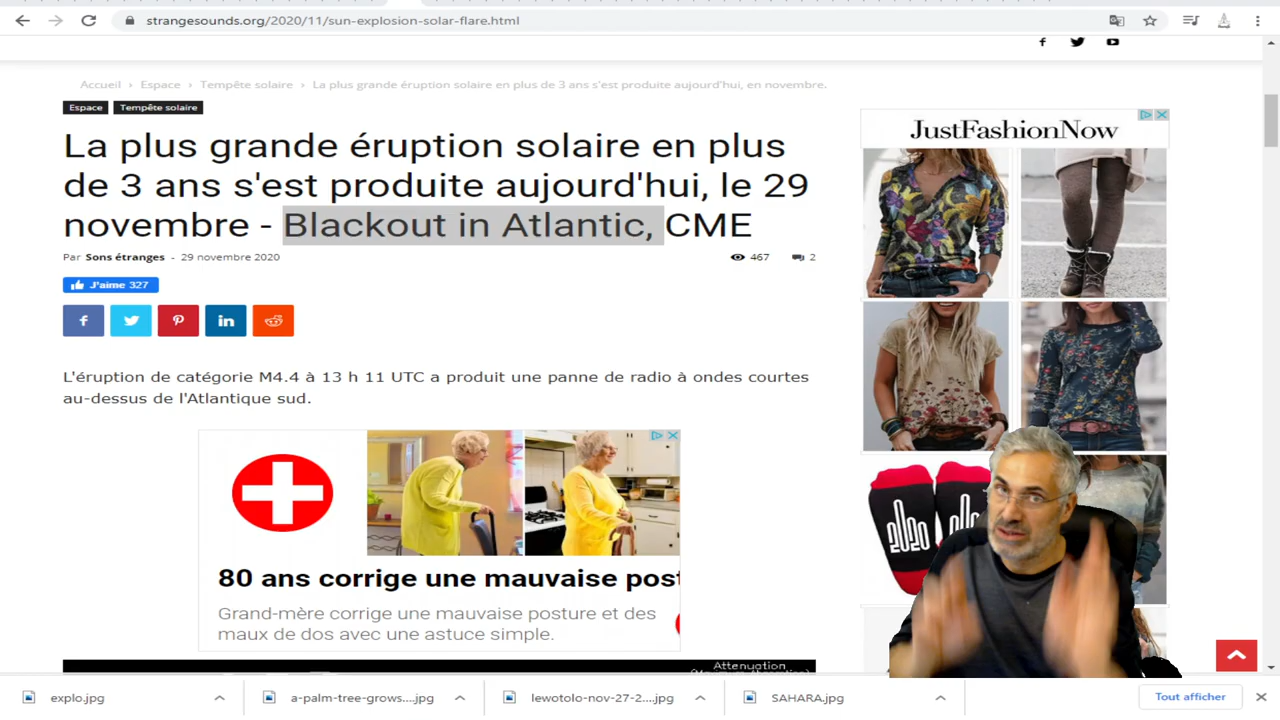 strangesounds.org/2020/11/sun-explosion-solar-flare.html
Accueil › Espace › Tempête solaire › La plus grande éruption solaire en plus de 3 ans s'est produite aujourd'hui, en novembre.
Espace Tempête solaire
La plus grande éruption solaire en plus
de 3 ans s'est produite aujourd'hui, le 29
novembre - Blackout in Atlantic, CME
Par Sons étranges - 29 novembre 2020 467 2
J'aime 327
L'éruption de catégorie M4.4 à 13 h 11 UTC a produit une panne de radio à ondes courtes
au-dessus de l'Atlantique sud.
80 ans corrige une mauvaise post
Grand-mère corrige une mauvaise posture et des
maux de dos avec une astuce simple.
Attenuation
JustFashionNow
2020
explo.jpg
a-palm-tree-grows....jpg
lewotolo-nov-27-2....jpg
SAHARA.jpg
Tout afficher